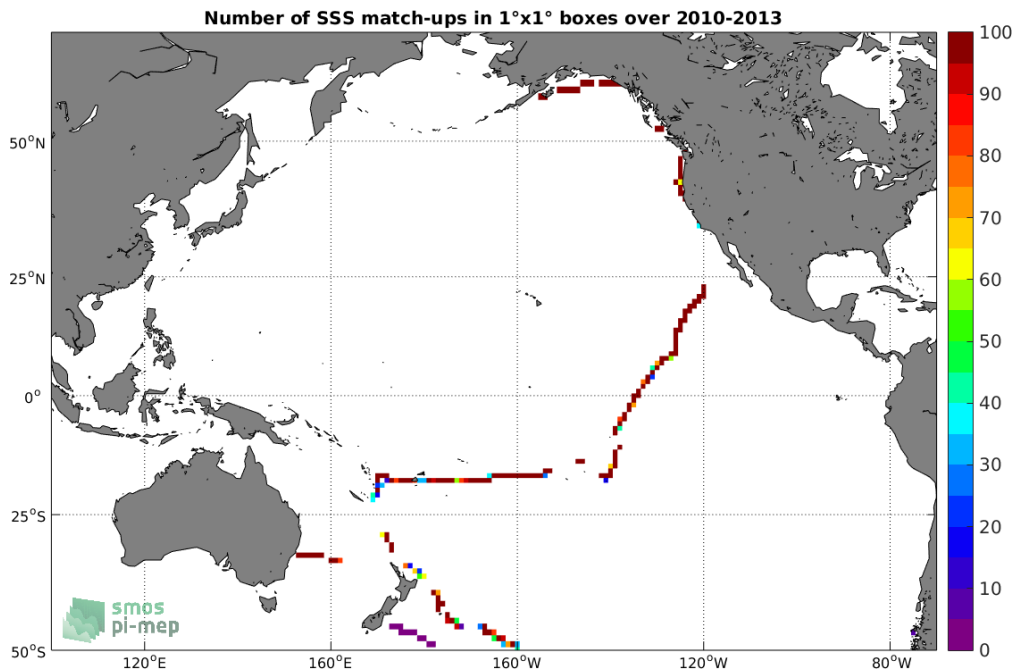 Number of SSS match-ups in 1°x1° boxes over 2010-2013
100
90
80
70
60
50
40
30
20
10
0
50°N
25°N
0°
25°S
50°S
120°E
160°E
160°W
120°W
80°W
smos
pi-mep